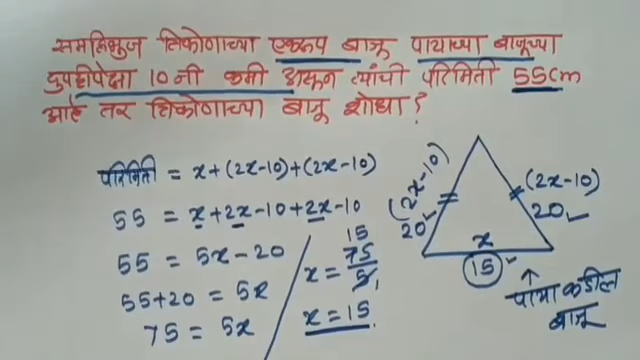 समद्विभुज त्रिकोणाच्या एकरूप बाजू पायाच्या बाजूच्या
दुपटीपेक्षा 10 नी कमी असून त्यांची परिमिती 55cm
आहे तर त्रिकोणाच्या बाजू शोधा?
परिमिती = x+(2x-10)+(2x-10)
55 = x+2x-10+2x-10
55 = 5x-20
55+20 = 5x
75 = 5x
15
x = 75/5
1
x = 15
(2x-10)
20
(2x-10)
20
x
15
पाया कडील
बाजू